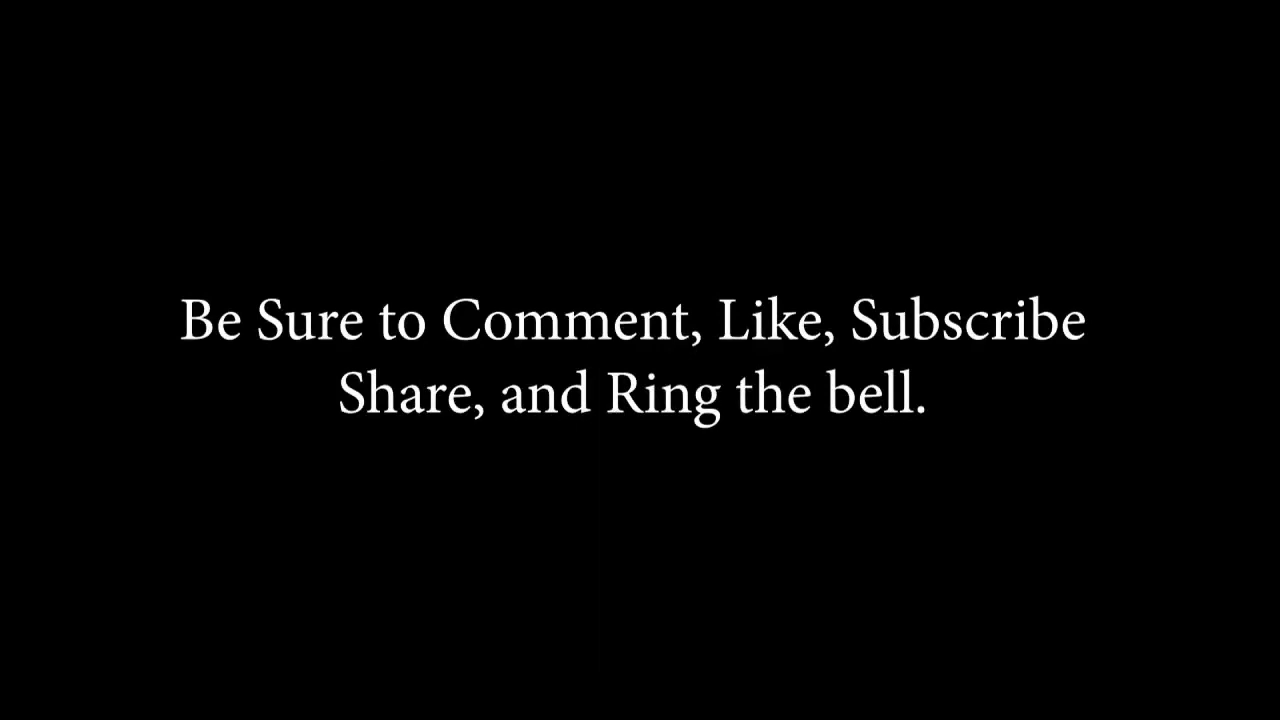 Be Sure to Comment, Like, Subscribe
Share, and Ring the bell.